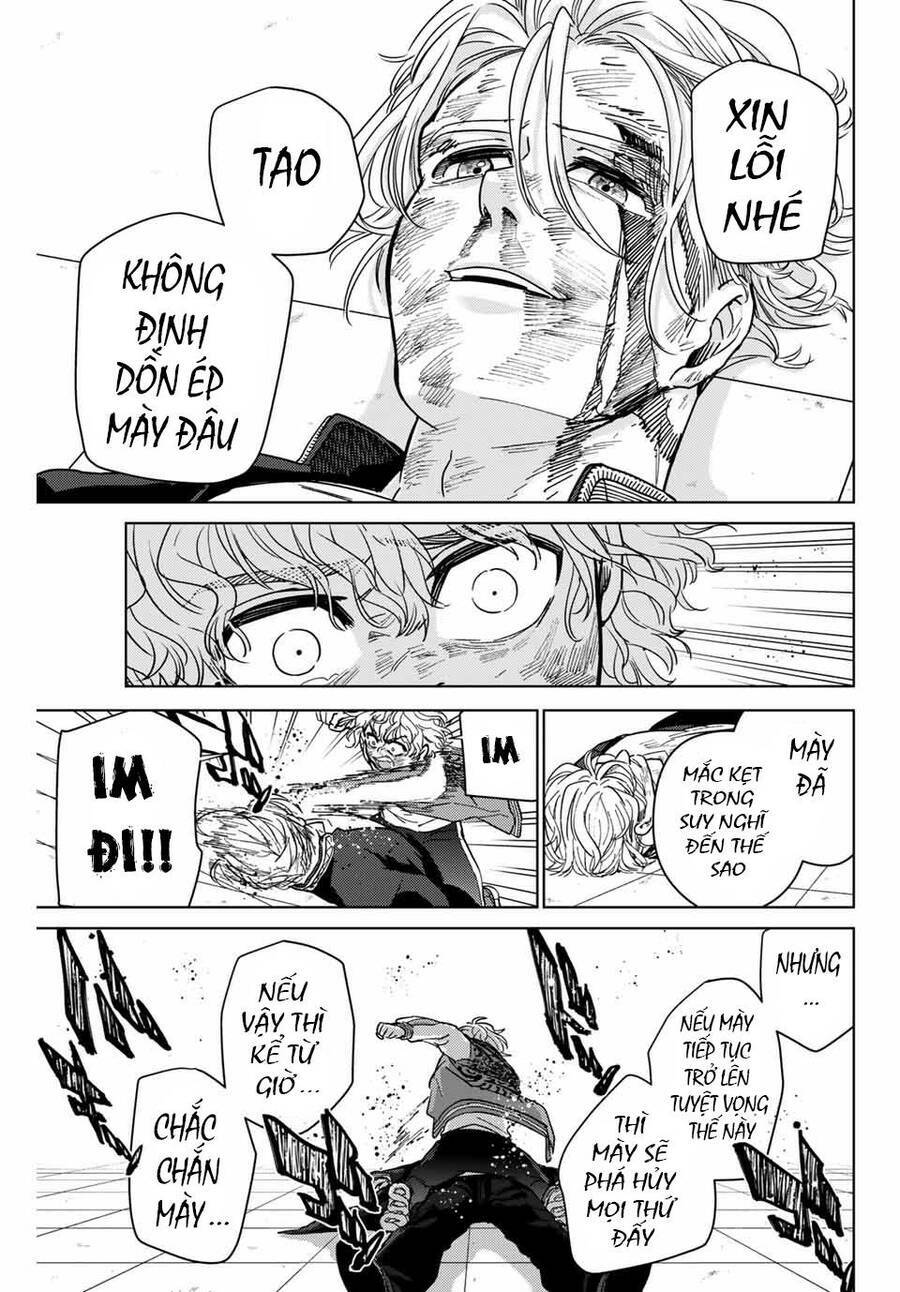 XIN
LỖI
NHÉ
TAO
KHÔNG
ĐỊNH
DỒN ÉP
MÀY ĐÂU
MÀY
ĐÃ
MẮC KẸT
TRONG
SUY NGHĨ
ĐẾN THẾ
SAO
IM
IM
ĐI!!
NHƯNG
...
NẾU MÀY
TIẾP TỤC
TRỞ LÊN
TUYỆT VỌNG
THẾ NÀY
THÌ
MÀY SẼ
PHÁ HỦY
MỌI THỨ
ĐẤY
NẾU
VẬY THÌ
KỂ TỪ
GIỜ ...
CHẮC
CHẮN
MÀY ...